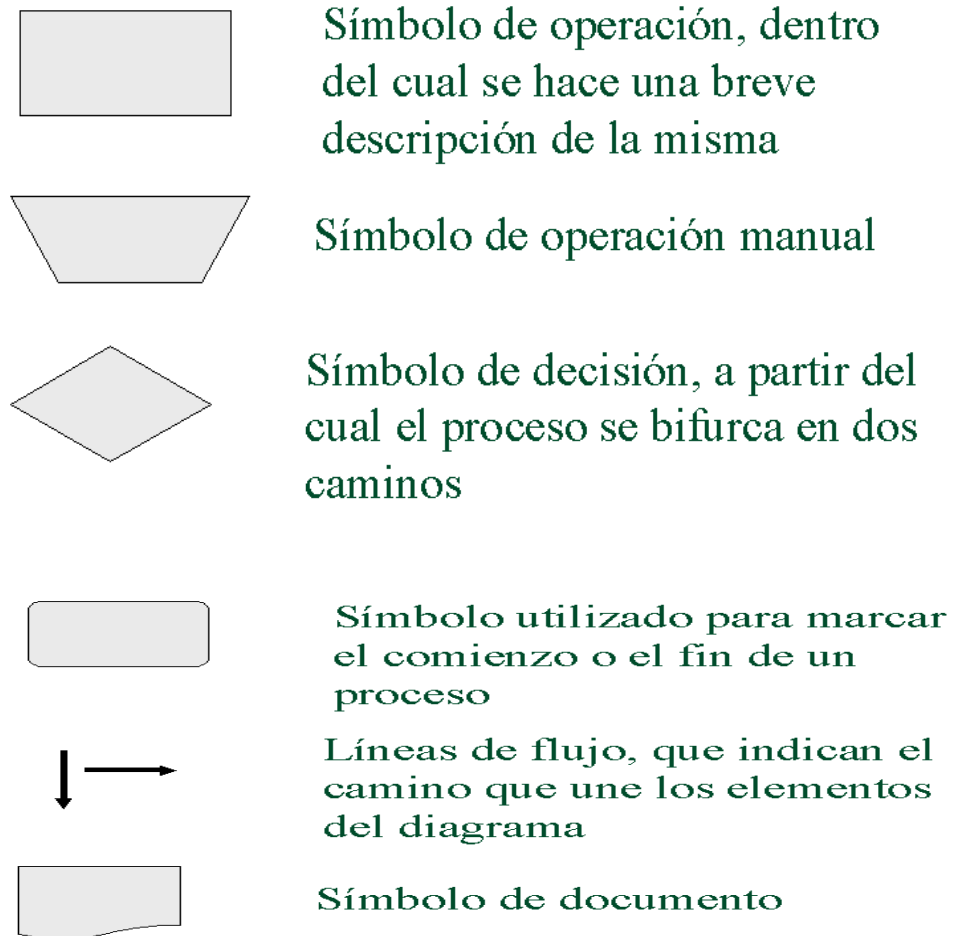 Símbolo de operación, dentro
del cual se hace una breve
descripción de la misma
Símbolo de operación manual
Símbolo de decisión, a partir del
cual el proceso se bifurca en dos
caminos
Símbolo utilizado para marcar
el comienzo o el fin de un
proceso
Líneas de flujo, que indican el
camino que une los elementos
del diagrama
Símbolo de documento